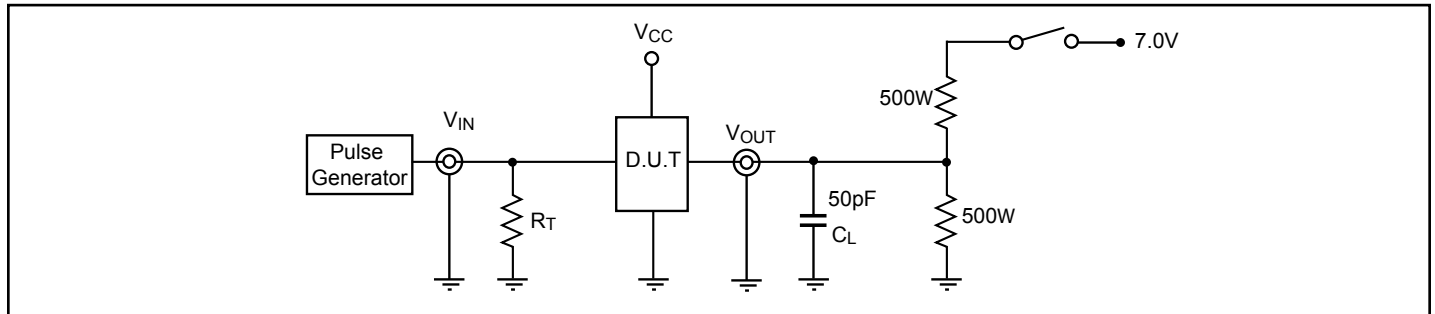 VCC
7.0V
500W
VIN
VOUT
Pulse
Generator
D.U.T
50pF
CL
RT
500W